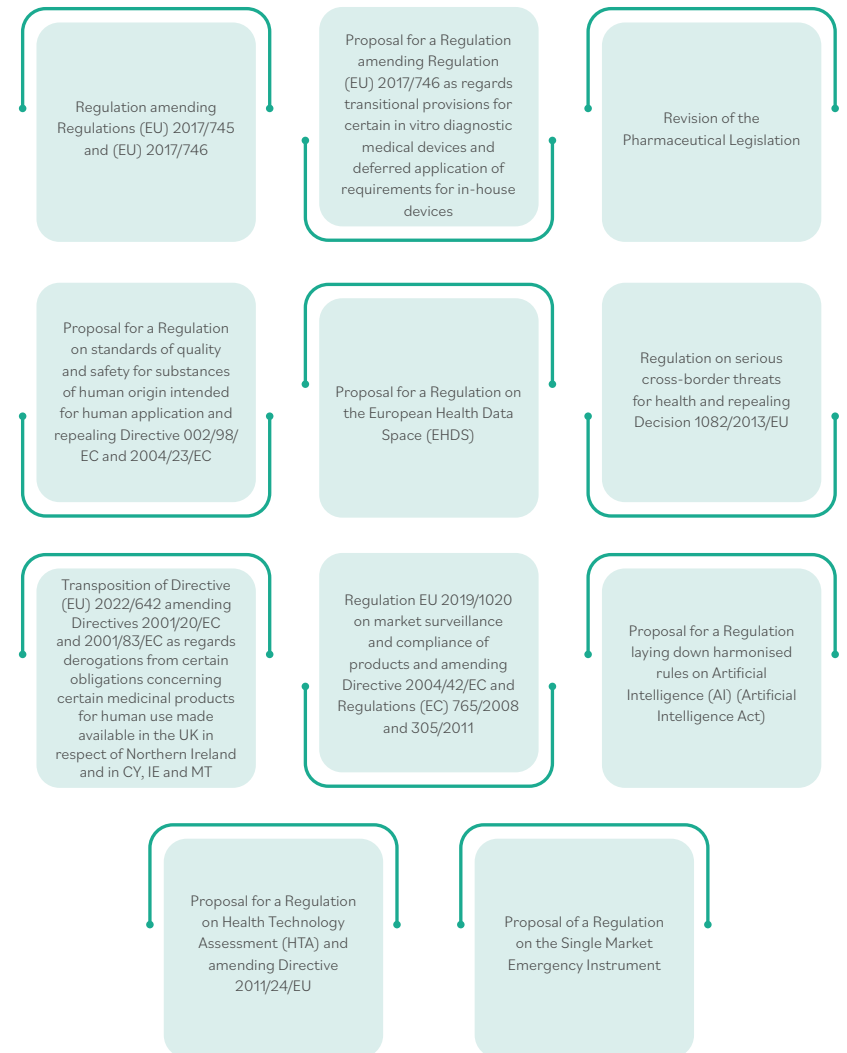 Regulation amending
Regulations (EU) 2017/745
and (EU) 2017/746
Proposal for a Regulation
amending Regulation
(EU) 2017/746 as regards
transitional provisions for
certain in vitro diagnostic
medical devices and
deferred application of
requirements for in-house
devices
Revision of the
Pharmaceutical Legislation
Proposal for a Regulation
on standards of quality
and safety for substances
of human origin intended
for human application and
repealing Directive 002/98/
EC and 2004/23/EC
Proposal for a Regulation on
the European Health Data
Space (EHDS)
Regulation on serious
cross-border threats
for health and repealing
Decision 1082/2013/EU
Transposition of Directive
(EU) 2022/642 amending
Directives 2001/20/EC
and 2001/83/EC as regards
derogations from certain
obligations concerning
certain medicinal products
for human use made
available in the UK in
respect of Northern Ireland
and in CY, IE and MT
Regulation EU 2019/1020
on market surveillance
and compliance of
products and amending
Directive 2004/42/EC and
Regulations (EC) 765/2008
and 305/2011
Proposal for a Regulation
laying down harmonised
rules on Artificial
Intelligence (AI) (Artificial
Intelligence Act)
Proposal for a Regulation
on Health Technology
Assessment (HTA) and
amending Directive
2011/24/EU
Proposal of a Regulation
on the Single Market
Emergency Instrument